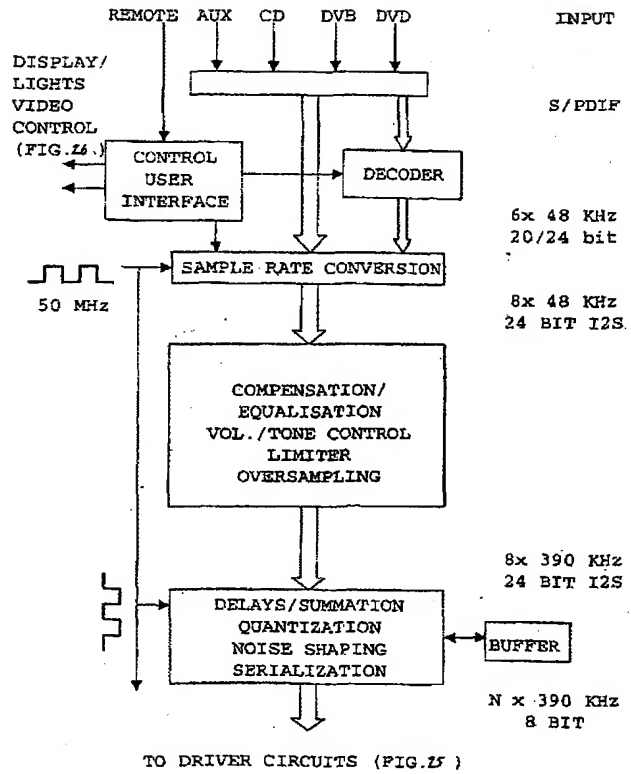 REMOTE AUX CD DVB DVD INPUT
DISPLAY/
LIGHTS
VIDEO
CONTROL
(FIG.26.)
S/PDIF
CONTROL
USER
INTERFACE
DECODER
6x 48 KHz
20/24 bit
SAMPLE RATE CONVERSION
50 MHz
8x 48 KHz
24 BIT I2S
COMPENSATION/
EQUALISATION
VOL./TONE CONTROL
LIMITER
OVERSAMPLING
8x 390 KHz
24 BIT I2S
DELAYS/SUMMATION
QUANTIZATION
NOISE SHAPING
SERIALIZATION
BUFFER
N x 390 KHz
8 BIT
TO DRIVER CIRCUITS (FIG.25 )